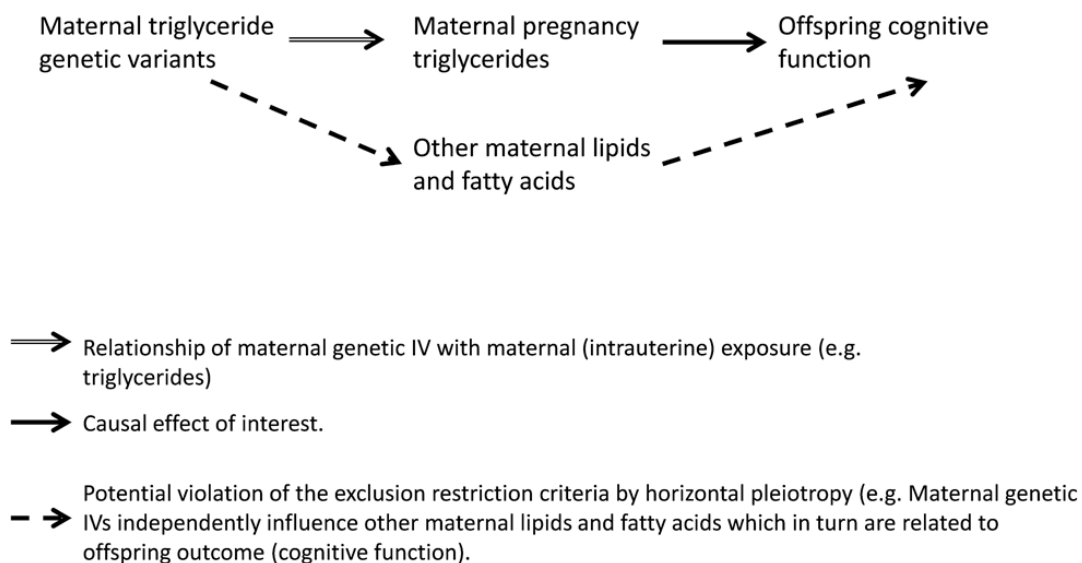 Maternal triglyceride
genetic variants
Maternal pregnancy
triglycerides
Offspring cognitive
function
Other maternal lipids
and fatty acids
Relationship of maternal genetic IV with maternal (intrauterine) exposure (e.g.
triglycerides)
Causal effect of interest.
Potential violation of the exclusion restriction criteria by horizontal pleiotropy (e.g. Maternal genetic
IVs independently influence other maternal lipids and fatty acids which in turn are related to
offspring outcome (cognitive function).